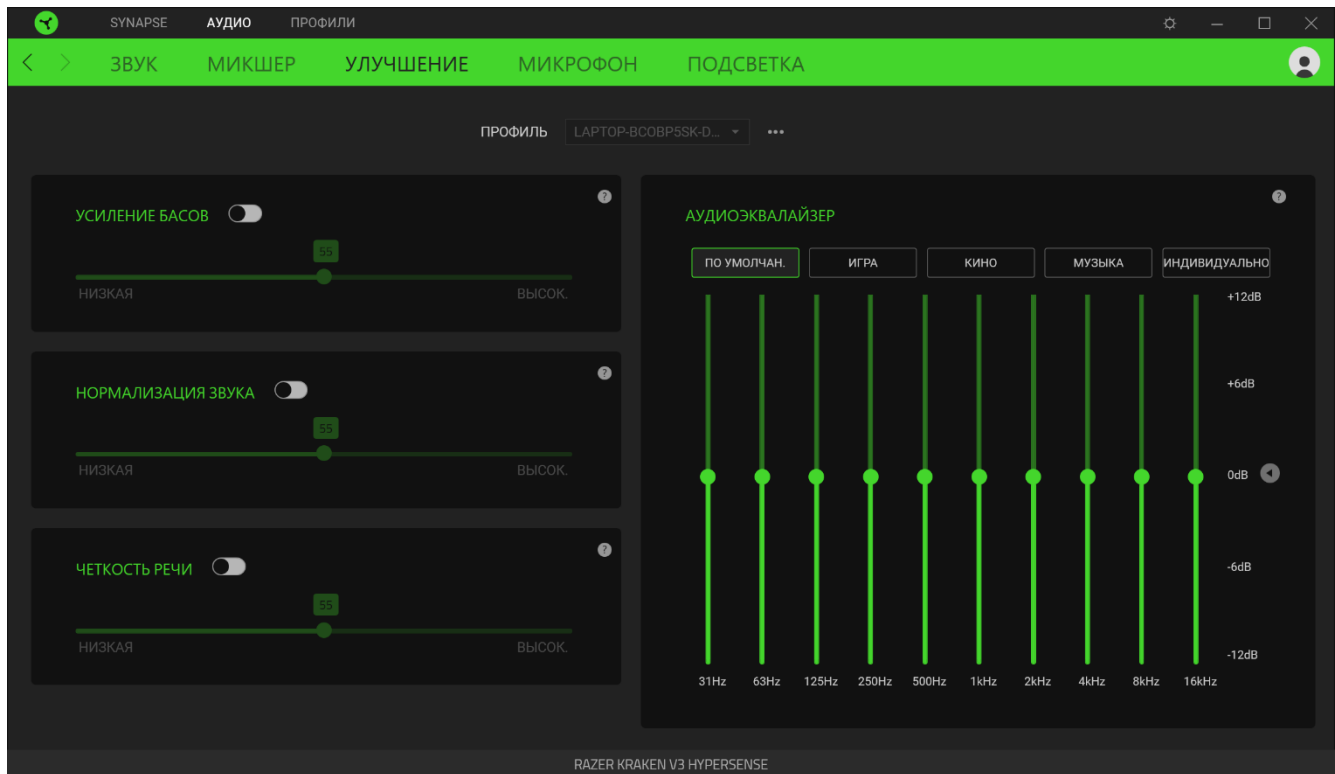 SYNAPSE АУДИО ПРОФИЛИ
ЗВУК МИКШЕР УЛУЧШЕНИЕ МИКРОФОН ПОДСВЕТКА
ПРОФИЛЬ LAPTOP-BCOBP5SK-D...
УСИЛЕНИЕ БАСОВ
55
НИЗКАЯ ВЫСОК.
НОРМАЛИЗАЦИЯ ЗВУКА
55
НИЗКАЯ ВЫСОК.
ЧЕТКОСТЬ РЕЧИ
55
НИЗКАЯ ВЫСОК.
АУДИОЭКВАЛАЙЗЕР
ПО УМОЛЧАН. ИГРА КИНО МУЗЫКА ИНДИВИДУАЛЬНО
+12dB
+6dB
0dB
-6dB
-12dB
31Hz 63Hz 125Hz 250Hz 500Hz 1kHz 2kHz 4kHz 8kHz 16kHz
RAZER KRAKEN V3 HYPERSENSE